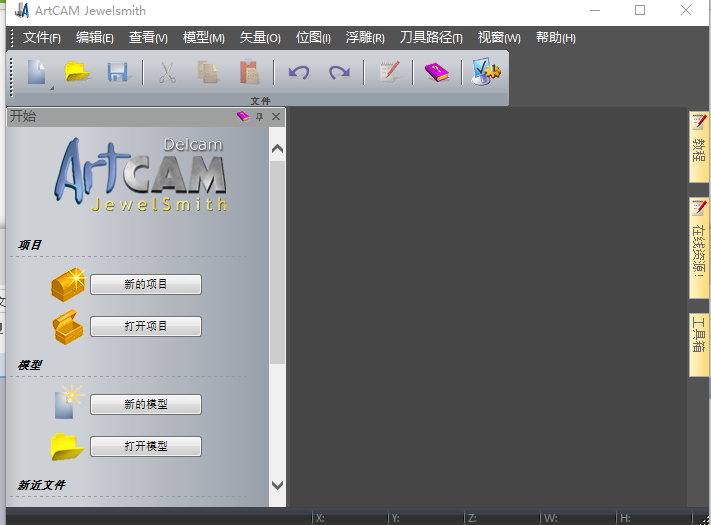 ArtCAM Jewelsmith
文件(F) 编辑(E) 查看(V) 模型(M) 矢量(O) 位图(I) 浮雕(R) 刀具路径(T) 视窗(W) 帮助(H)
文件
开始
Delcam
ArtCAM
JewelSmith
项目
新的项目
打开项目
模型
新的模型
打开模型
新近文件
教程
在线资源!
工具箱
X: Y: Z: W: H: